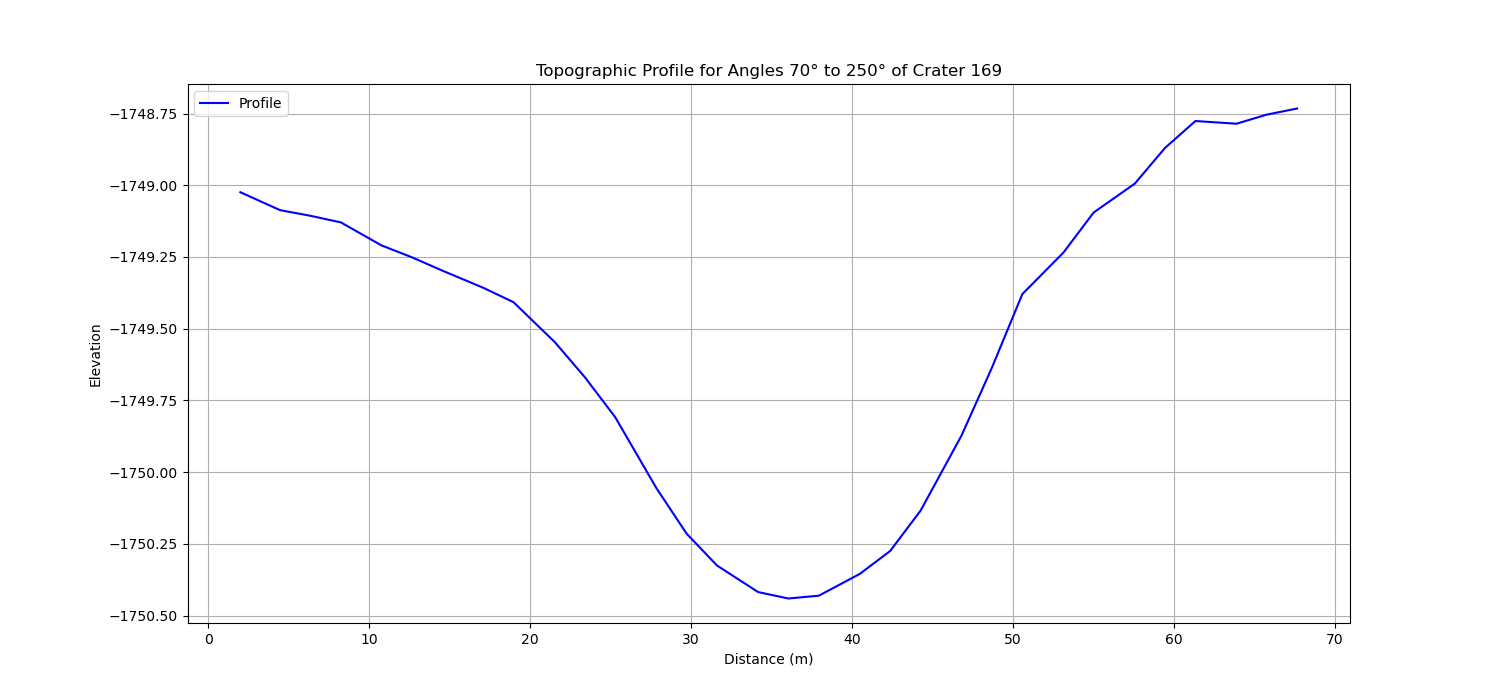 Topographic Profile for Angles 70° to 250° of Crater 169
Profile
−1748.75
−1749.00
−1749.25
−1749.50
−1749.75
−1750.00
−1750.25
−1750.50
Elevation
0 10 20 30 40 50 60 70
Distance (m)